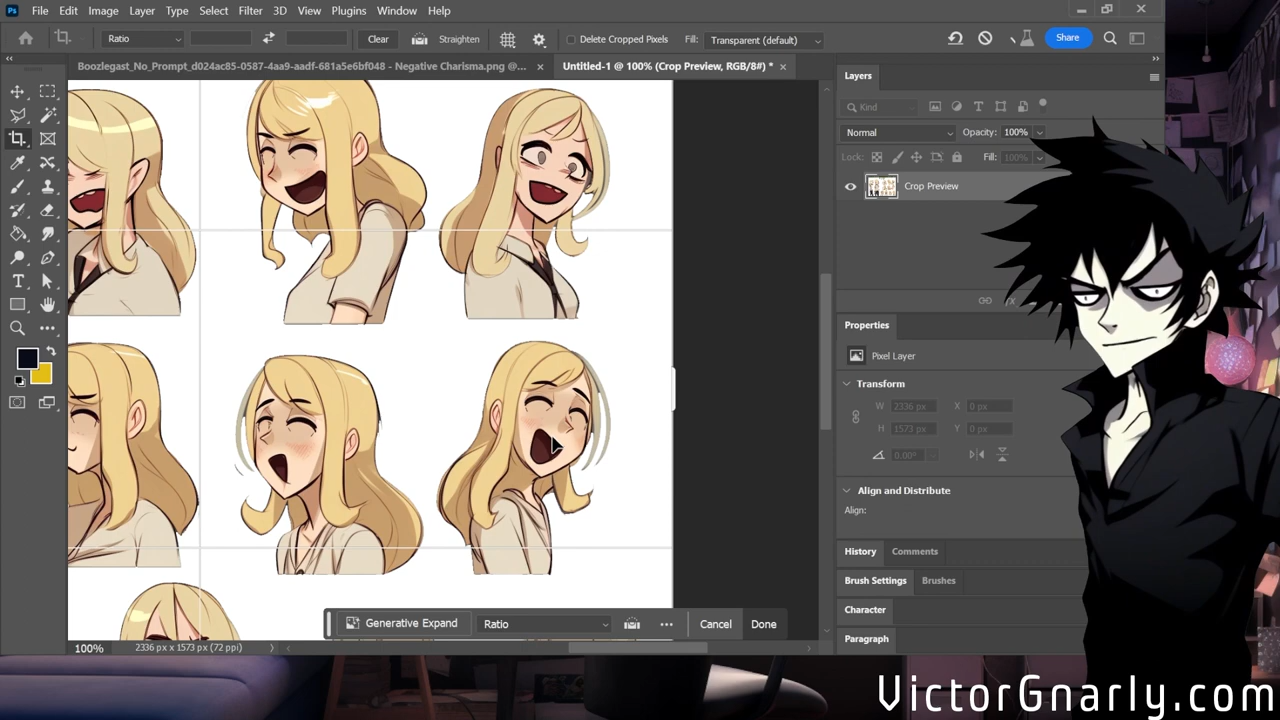 Ps File Edit Image Layer Type Select Filter 3D View Plugins Window Help
Ratio Clear Straighten Delete Cropped Pixels Fill: Transparent (default) Share
Boozlegast_No_Prompt_d024ac85-0587-4aa9-aadf-681a5e6bf048 - Negative Charisma.png @... × Untitled-1 @ 100% (Crop Preview, RGB/8#) * ×
Layers
Kind
Normal Opacity: 100%
Lock: Fill: 100%
Crop Preview
fx
Properties
Pixel Layer
Transform
W 2336 px X 0 px
H 1573 px Y 0 px
0.00°
Align and Distribute
Align:
History Comments
Brush Settings Brushes
Character
Paragraph
Generative Expand Ratio Cancel Done
100% 2336 px x 1573 px (72 ppi)
VictorGnarly.com